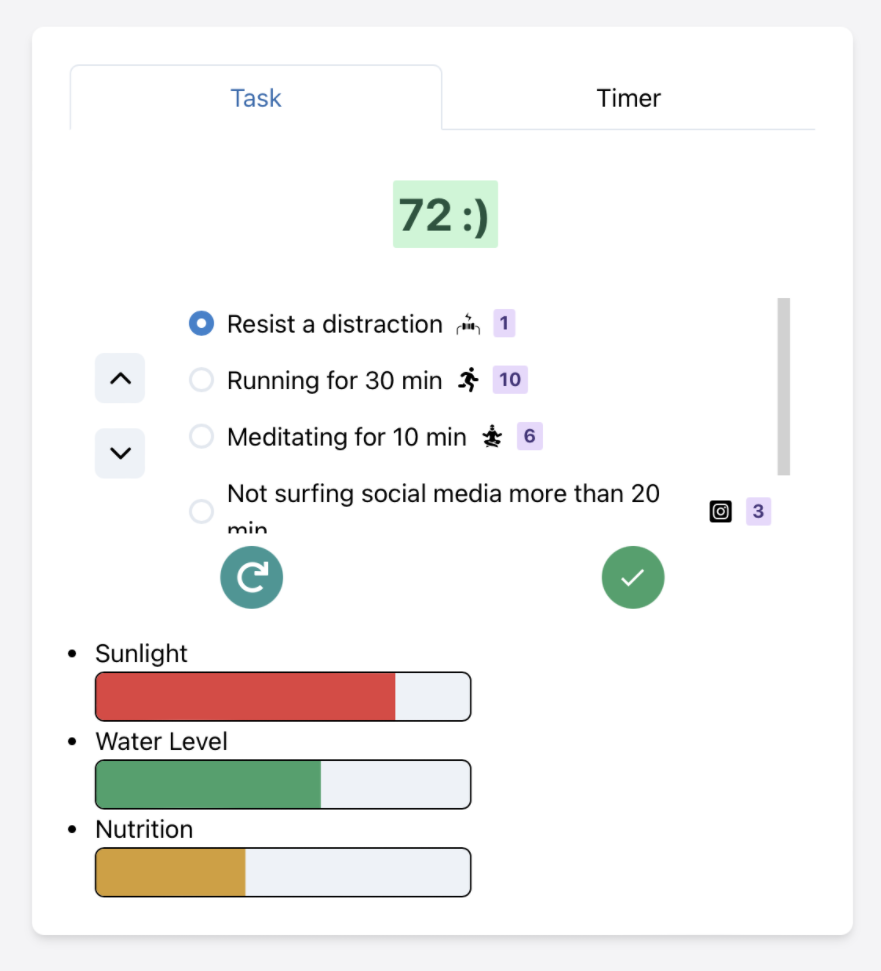 Task
Timer
72 :)
Resist a distraction 1
Running for 30 min 10
Meditating for 10 min 6
Not surfing social media more than 20
min
3
Sunlight
Water Level
Nutrition